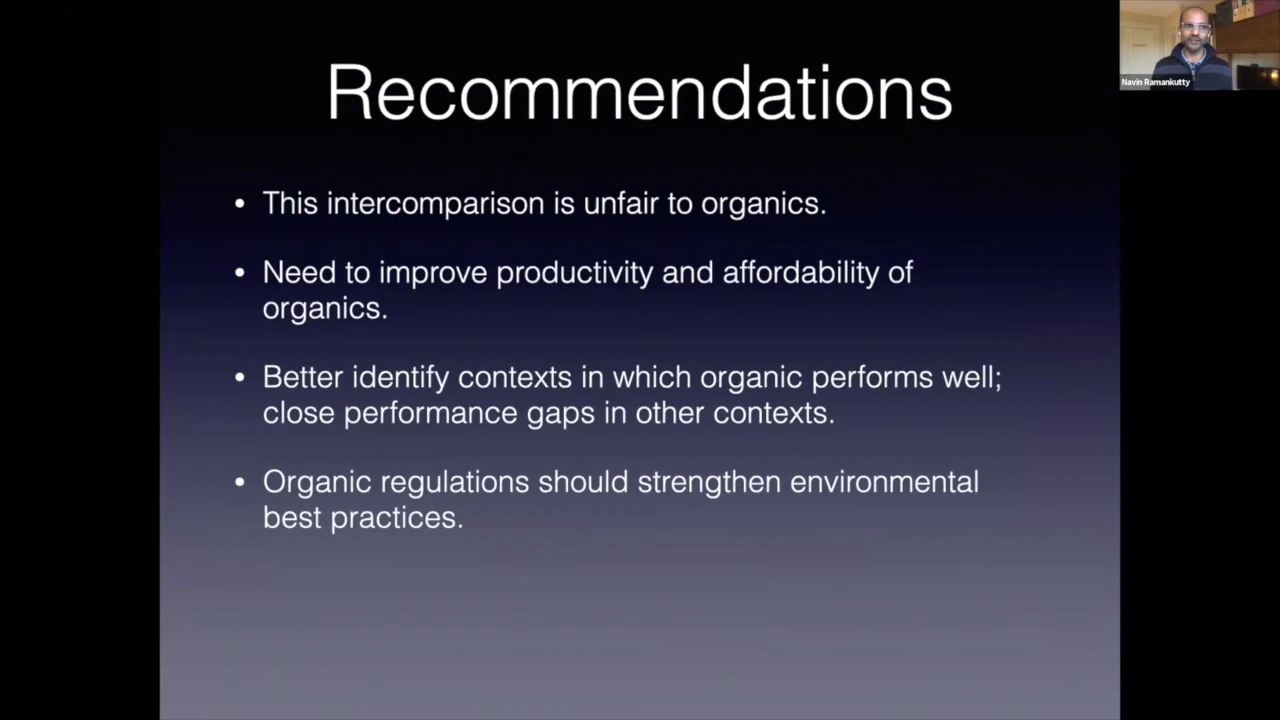 Recommendations
Navin Ramankutty
• This intercomparison is unfair to organics.
• Need to improve productivity and affordability of
organics.
• Better identify contexts in which organic performs well;
close performance gaps in other contexts.
• Organic regulations should strengthen environmental
best practices.